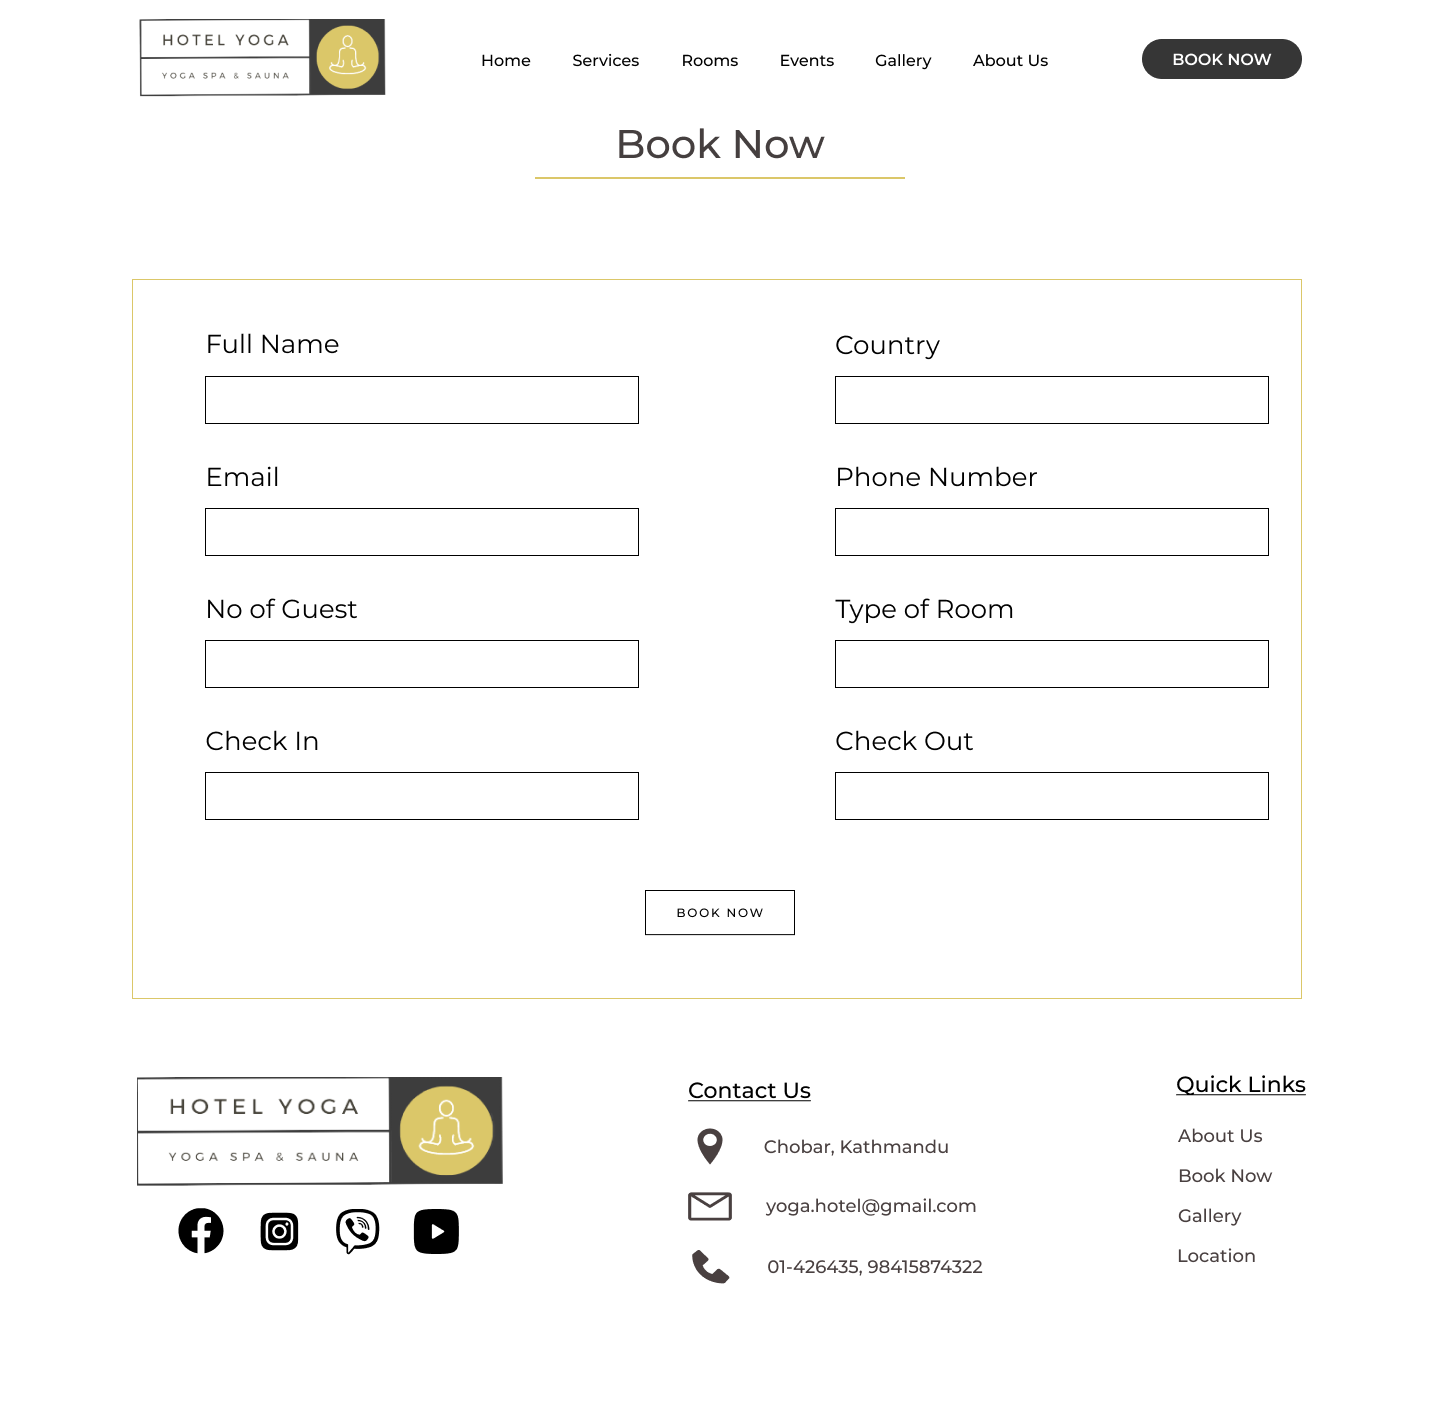 HOTEL YOGA
YOGA SPA & SAUNA
Home
Services
Rooms
Events
Gallery
About Us
BOOK NOW
Book Now
Full Name
Country
Email
Phone Number
No of Guest
Type of Room
Check In
Check Out
BOOK NOW
HOTEL YOGA
YOGA SPA & SAUNA
Contact Us
Chobar, Kathmandu
yoga.hotel@gmail.com
01-426435, 98415874322
Quick Links
About Us
Book Now
Gallery
Location